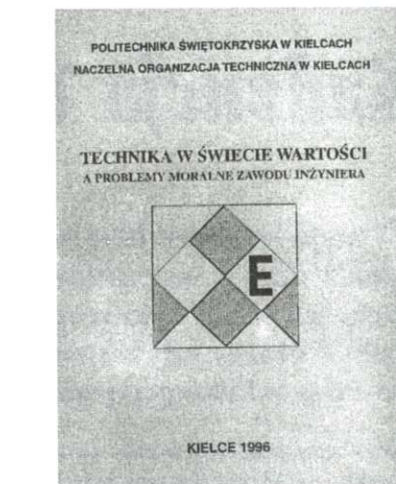 POLITECHNIKA ŚWIĘTOKRZYSKA W KIELCACH
NACZELNA ORGANIZACJA TECHNICZNA W KIELCACH
TECHNIKA W ŚWIECIE WARTOŚCI
A PROBLEMY MORALNE ZAWODU INŻYNIERA
E
KIELCE 1996